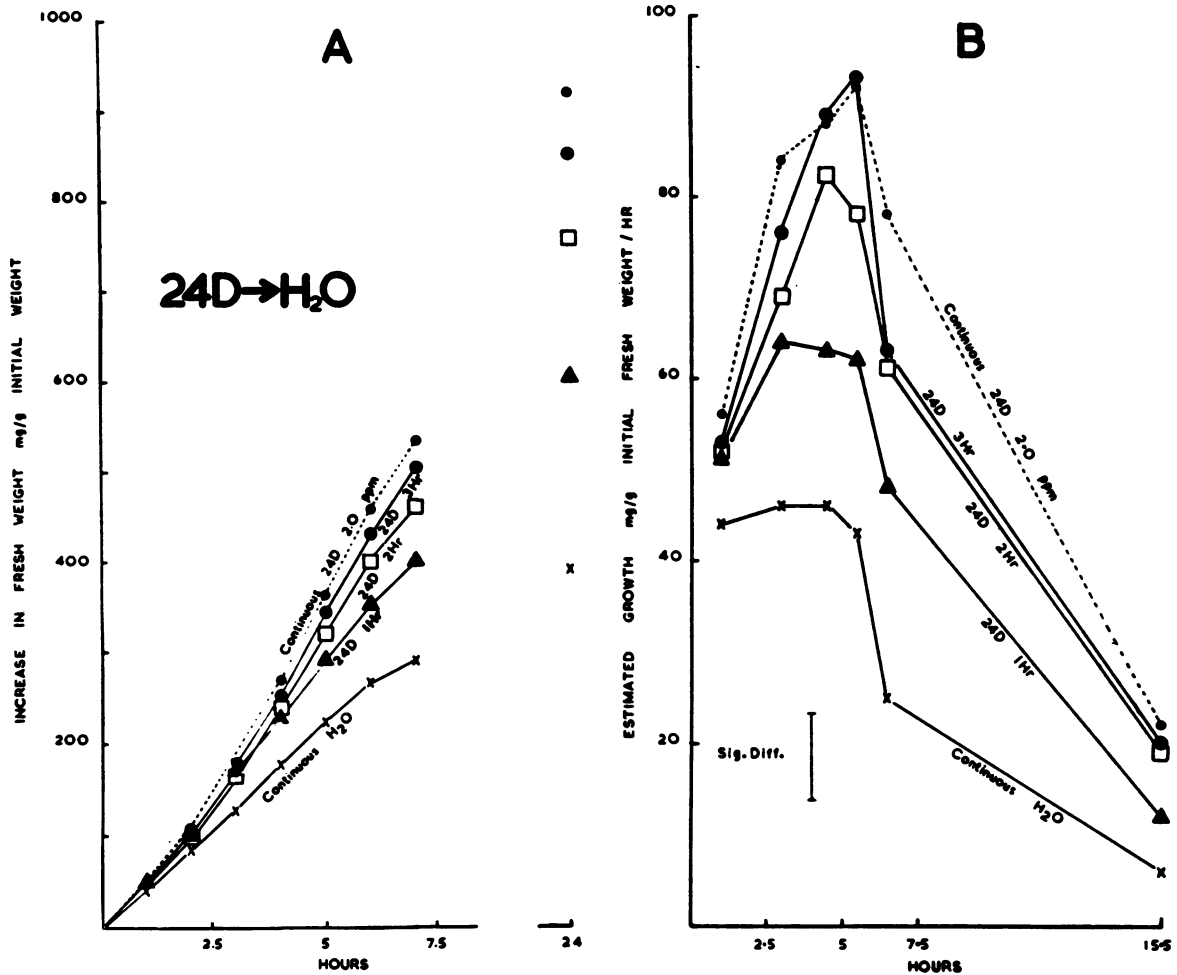 A
1000
800
600
400
200
INCREASE IN FRESH WEIGHT mg/g INITIAL WEIGHT
24D→H₂O
Continuous 24D 2·0 ppm
24D 3Hr
24D 2Hr
24D 1Hr
Continuous H₂O
2.5 5 7.5 24
HOURS
B
100
80
60
40
20
ESTIMATED GROWTH mg/g INITIAL FRESH WEIGHT/HR
Continuous 24D 2·0 ppm
24D 3Hr
24D 2Hr
24D 1Hr
Sig. Diff.
Continuous H₂O
2·5 5 7·5 15·5
HOURS